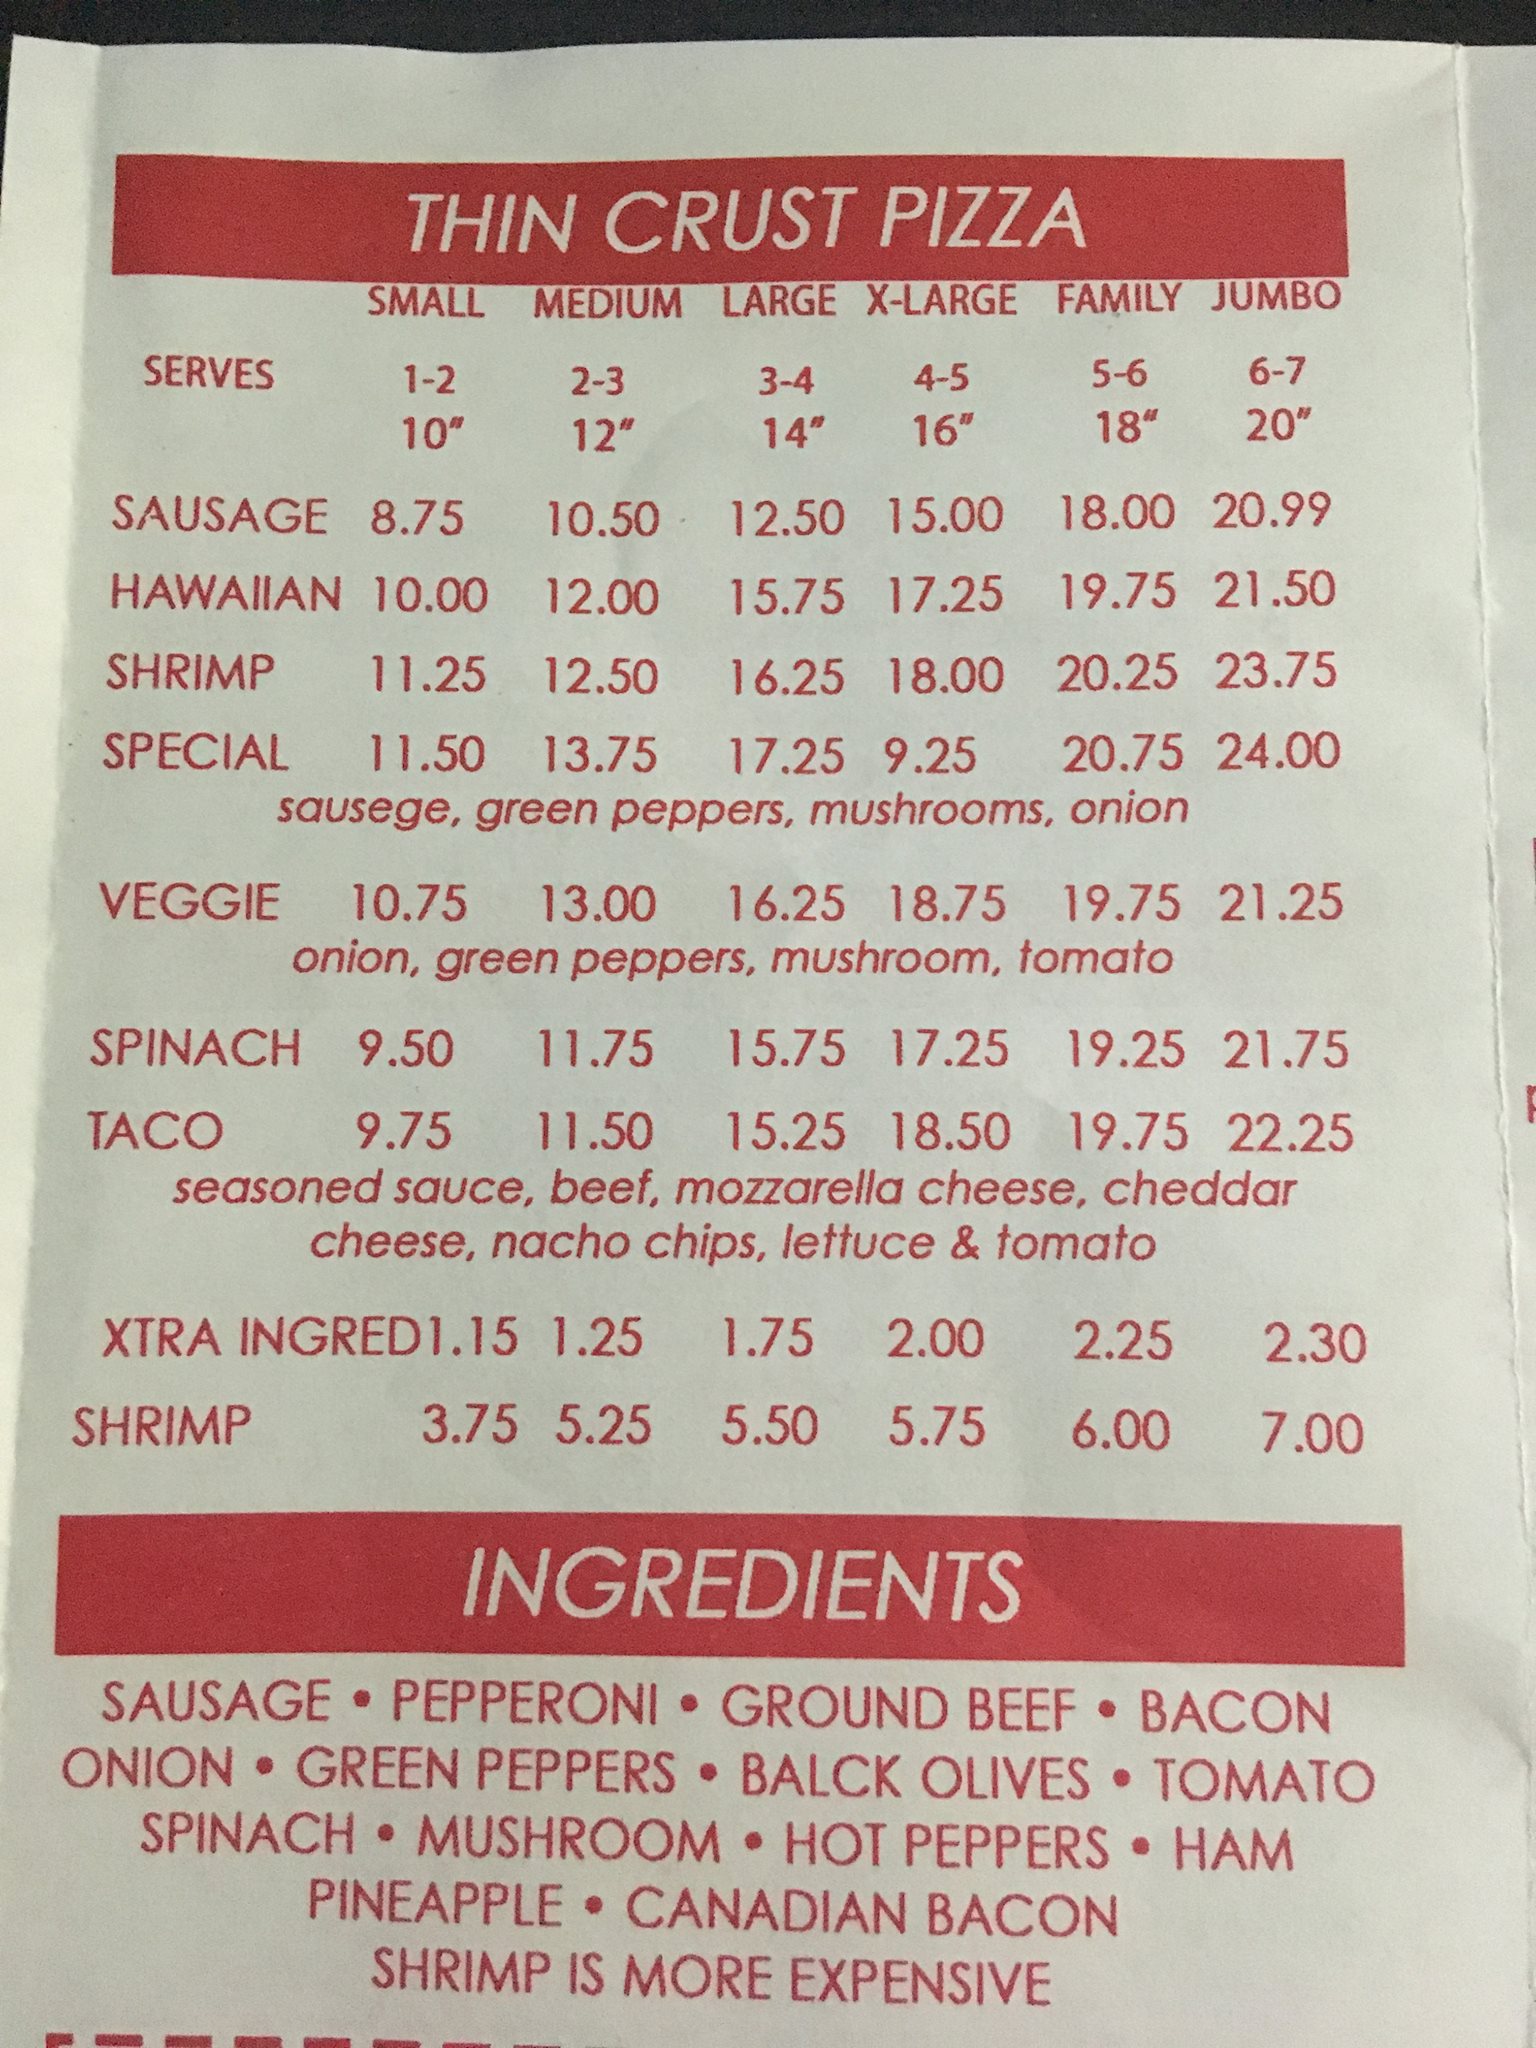 THIN CRUST PIZZA
SMALL MEDIUM LARGE X-LARGE FAMILY JUMBO
SERVES 1-2 2-3 3-4 4-5 5-6 6-7
10" 12" 14" 16" 18" 20"
SAUSAGE 8.75 10.50 12.50 15.00 18.00 20.99
HAWAIIAN 10.00 12.00 15.75 17.25 19.75 21.50
SHRIMP 11.25 12.50 16.25 18.00 20.25 23.75
SPECIAL 11.50 13.75 17.25 9.25 20.75 24.00
sausege, green peppers, mushrooms, onion
VEGGIE 10.75 13.00 16.25 18.75 19.75 21.25
onion, green peppers, mushroom, tomato
SPINACH 9.50 11.75 15.75 17.25 19.25 21.75
TACO 9.75 11.50 15.25 18.50 19.75 22.25
seasoned sauce, beef, mozzarella cheese, cheddar
cheese, nacho chips, lettuce & tomato
XTRA INGRED 1.15 1.25 1.75 2.00 2.25 2.30
SHRIMP 3.75 5.25 5.50 5.75 6.00 7.00
INGREDIENTS
SAUSAGE • PEPPERONI • GROUND BEEF • BACON
ONION • GREEN PEPPERS • BALCK OLIVES • TOMATO
SPINACH • MUSHROOM • HOT PEPPERS • HAM
PINEAPPLE • CANADIAN BACON
SHRIMP IS MORE EXPENSIVE